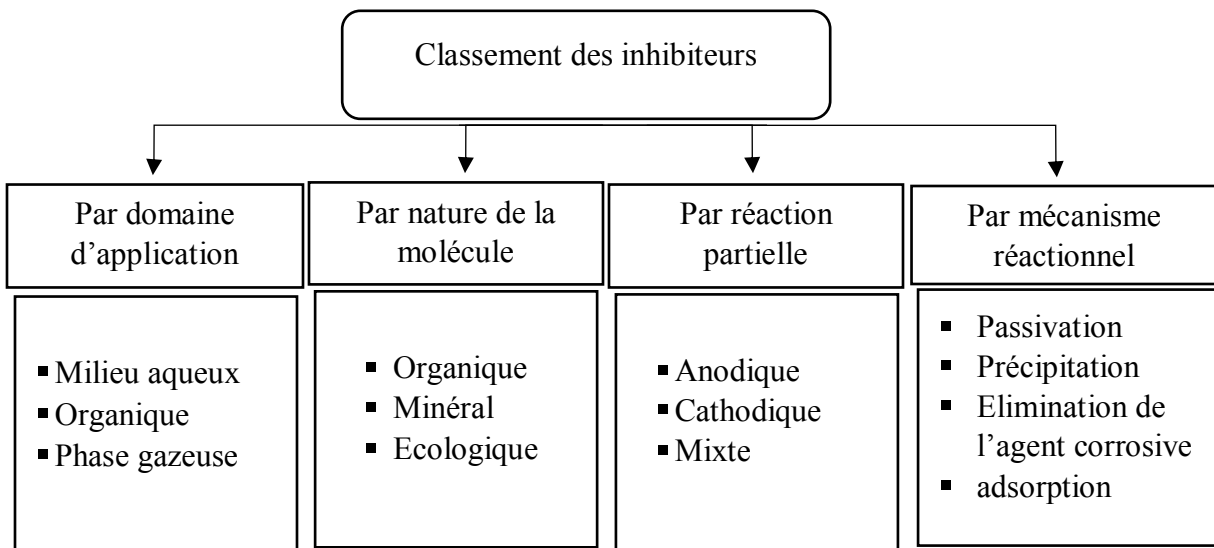 Classement des inhibiteurs
Par domaine
d’application
Par nature de la
molécule
Par réaction
partielle
Par mécanisme
réactionnel
▪ Milieu aqueux
▪ Organique
▪ Phase gazeuse
▪ Organique
▪ Minéral
▪ Ecologique
▪ Anodique
▪ Cathodique
▪ Mixte
▪ Passivation
▪ Précipitation
▪ Elimination de
l’agent corrosive
▪ adsorption